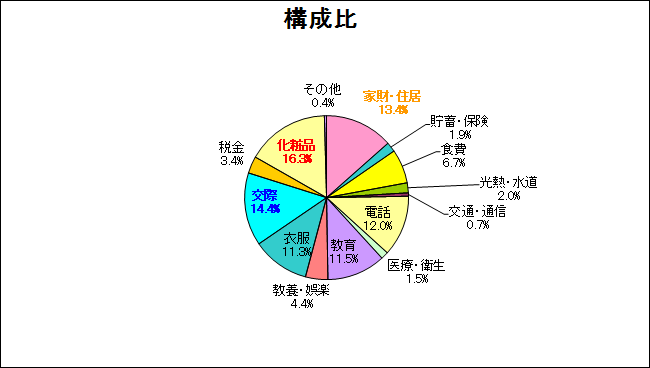 構成比
その他
0.4%
家財・住居
13.4%
貯蓄・保険
1.9%
食費
6.7%
光熱・水道
2.0%
交通・通信
0.7%
電話
12.0%
医療・衛生
1.5%
教育
11.5%
教養・娯楽
4.4%
衣服
11.3%
交際
14.4%
税金
3.4%
化粧品
16.3%